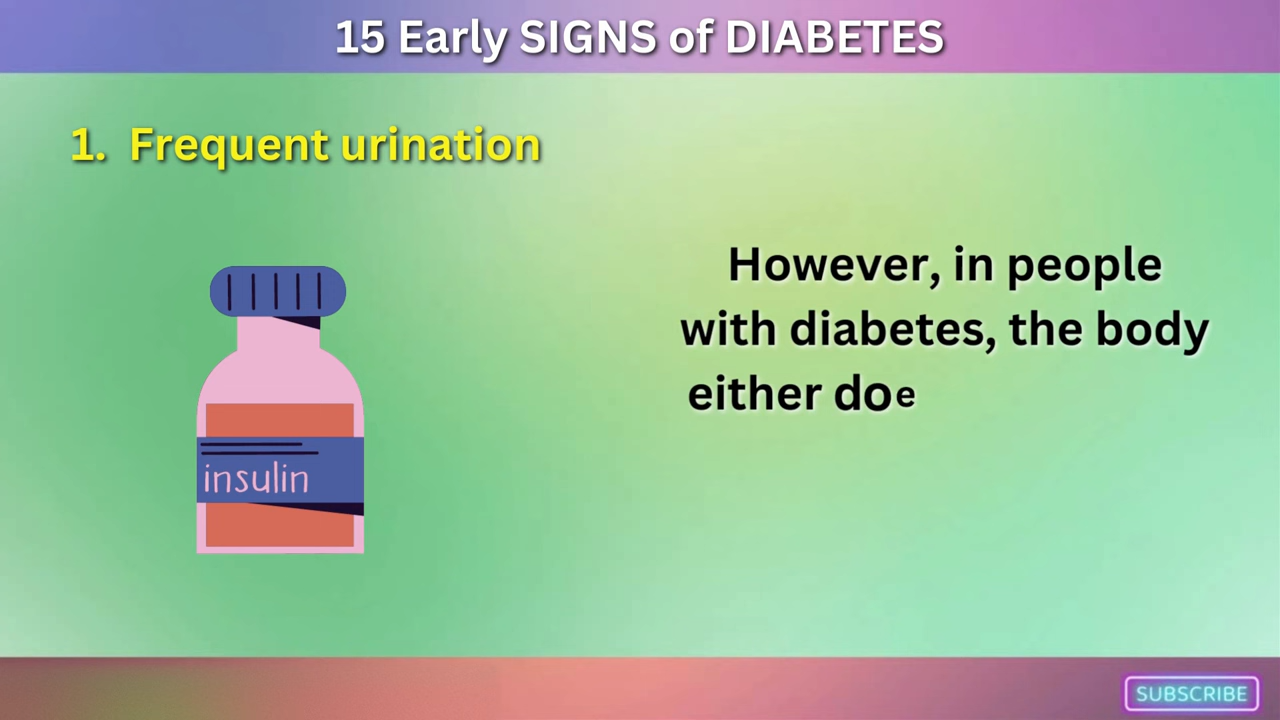 15 Early SIGNS of DIABETES
1. Frequent urination
However, in people
with diabetes, the body
either doe
insulin
SUBSCRIBE